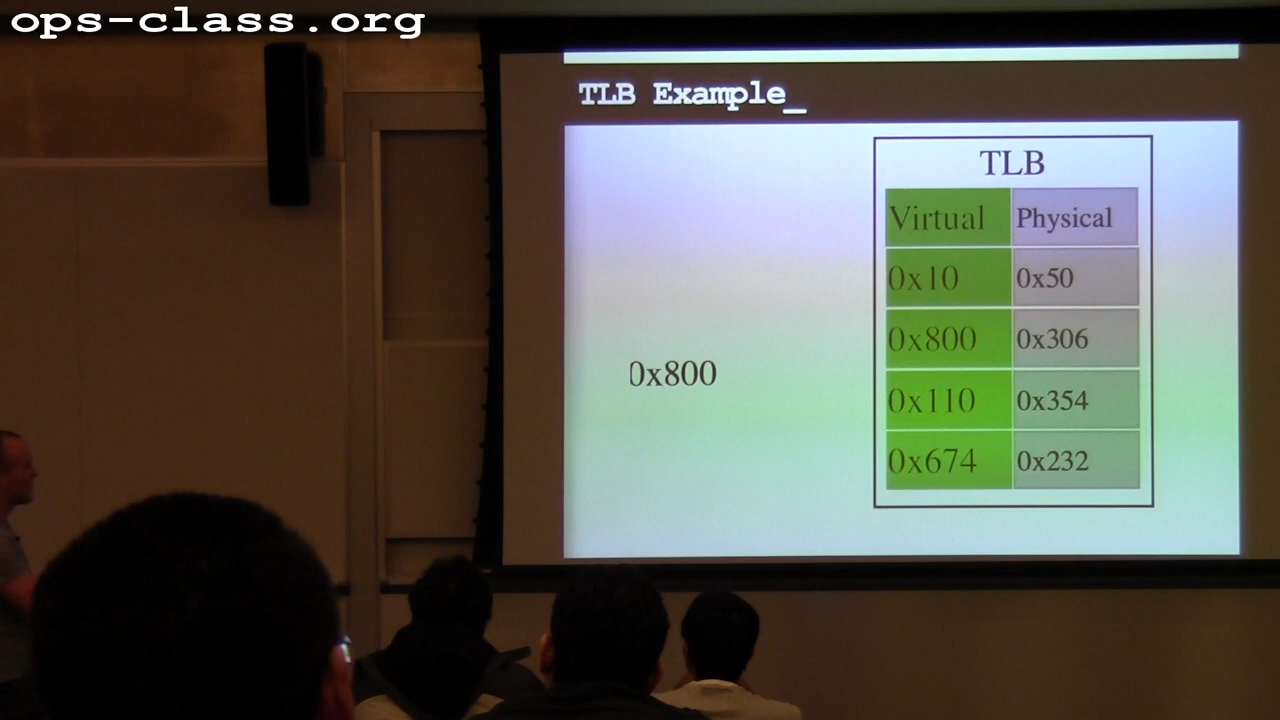 ops-class.org
TLB Example_
TLB
Virtual Physical
0x10 0x50
0x800 0x306
0x800
0x110 0x354
0x674 0x232